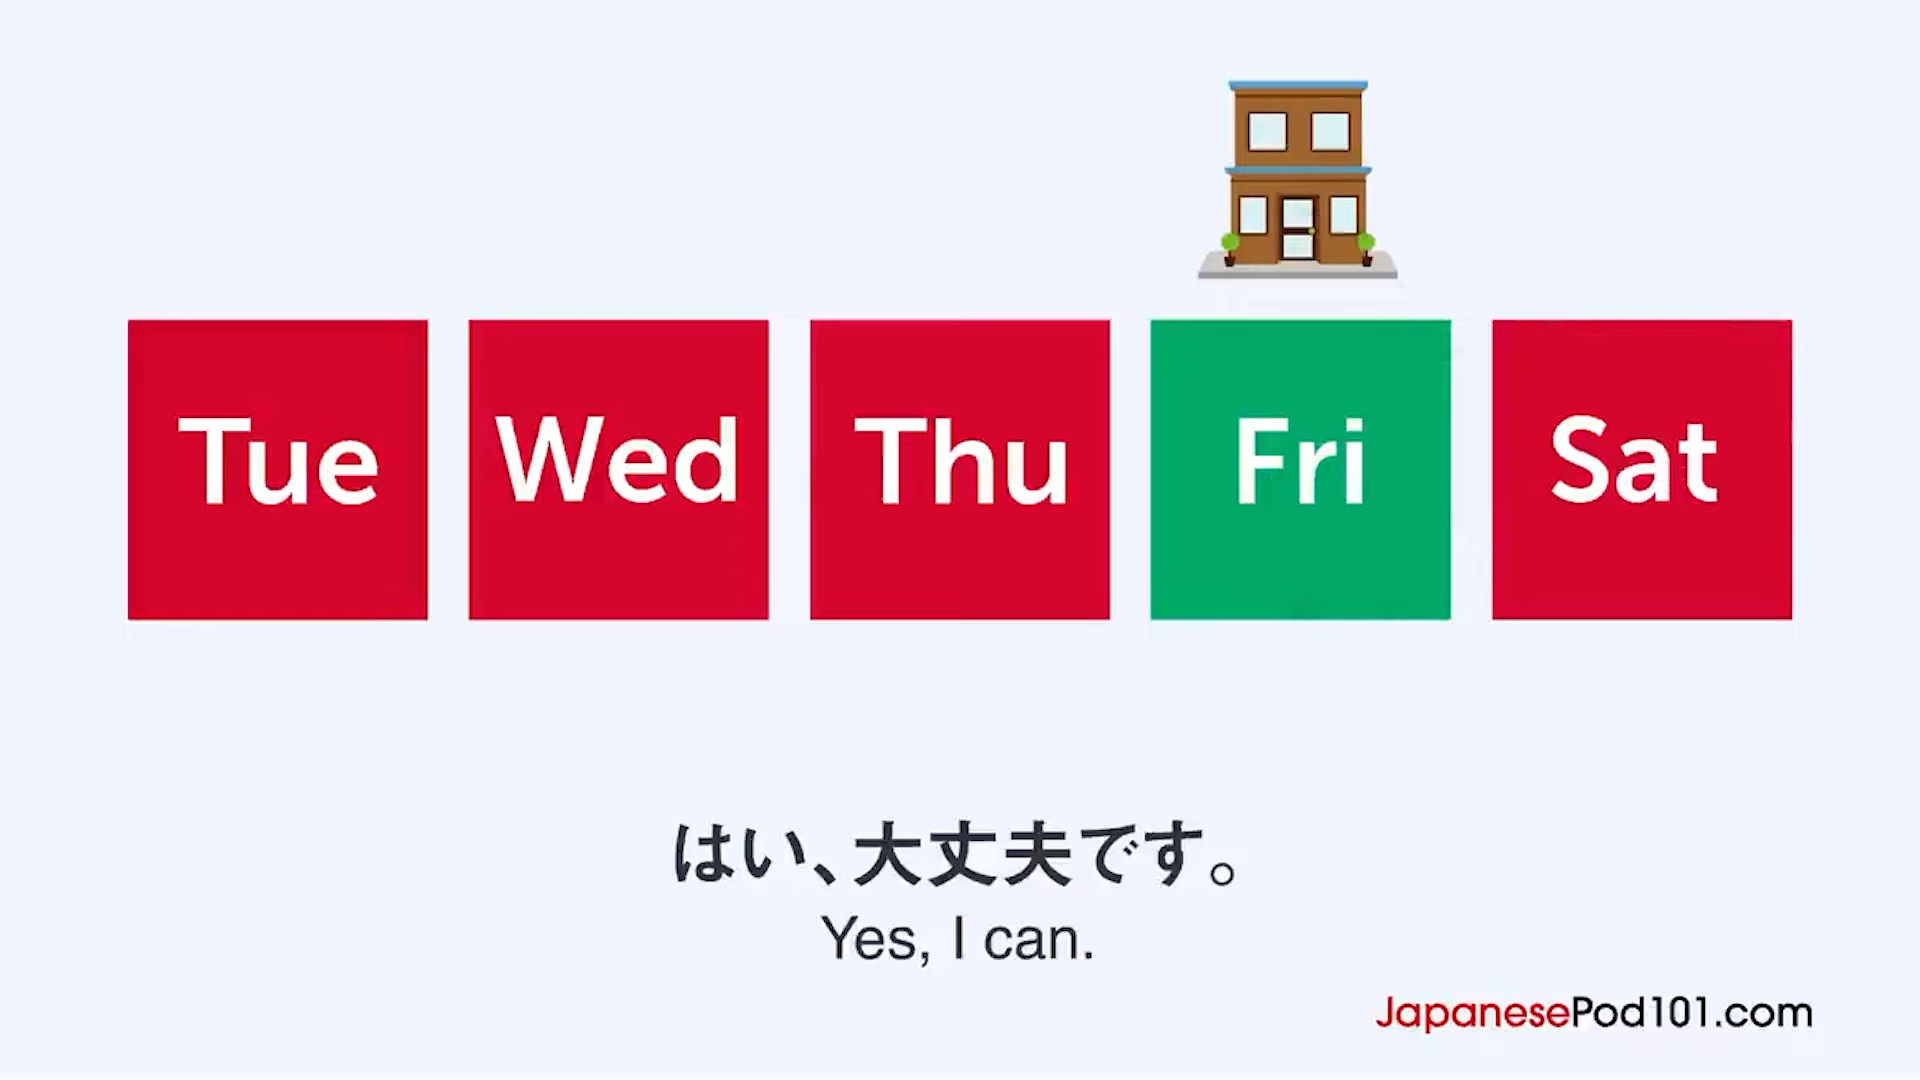 Tue Wed Thu Fri Sat
はい、大丈夫です。
Yes, I can.
JapanesePod101.com